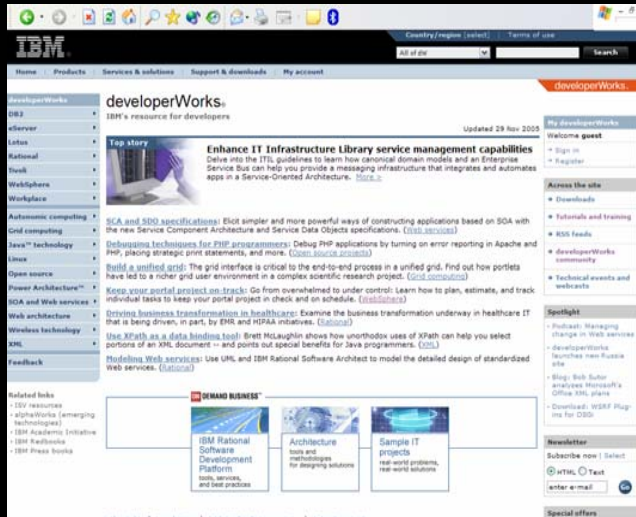 IBM
Country/region [select] | Terms of use
All of dW
Search
Home | Products | Services & solutions | Support & downloads | My account
developerWorks.
developerWorks
DB2
eServer
Lotus
Rational
Tivoli
WebSphere
Workplace
Autonomic computing
Grid computing
Java™ technology
Linux
Open source
Power Architecture™
SOA and Web services
Web architecture
Wireless technology
XML
Feedback
Related links
- ISV resources
- alphaWorks (emerging
technologies)
- IBM Academic Initiative
- IBM Redbooks
- IBM Press books
developerWorks®
IBM's resource for developers
Updated 29 Nov 2005
Top story
Enhance IT Infrastructure Library service management capabilities
Delve into the ITIL guidelines to learn how canonical domain models and an Enterprise
Service Bus can help you provide a messaging infrastructure that integrates and automates
apps in a Service-Oriented Architecture. More >
SCA and SDO specifications: Elicit simpler and more powerful ways of constructing applications based on SOA with
the new Service Component Architecture and Service Data Objects specifications. (Web services)
Debugging techniques for PHP programmers: Debug PHP applications by turning on error reporting in Apache and
PHP, placing strategic print statements, and more. (Open source projects)
Build a unified grid: The grid interface is critical to the end-to-end process in a unified grid. Find out how portlets
have led to a richer grid user environment in a complex scientific research project. (Grid computing)
Keep your portal project on-track: Go from overwhelmed to under control: Learn how to plan, estimate, and track
individual tasks to keep your portal project in check and on schedule. (WebSphere)
Driving business transformation in healthcare: Examine the business transformation underway in healthcare IT
that is being driven, in part, by EMR and HIPAA initiatives. (Rational)
Use XPath as a data binding tool: Brett McLaughlin shows how unorthodox uses of XPath can help you select
portions of an XML document -- and points out special benefits for Java programmers. (XML)
Modeling Web services: Use UML and IBM Rational Software Architect to model the detailed design of standardized
Web services. (Rational)
ON DEMAND BUSINESS™
IBM Rational
Software
Development
Platform
tools, services,
and best practices
Architecture
tools and
methodologies
for designing solutions
Sample IT
projects
real-world problems,
real-world solutions
My developerWorks
Welcome guest
Sign in
Register
Across the site
Downloads
Tutorials and training
RSS feeds
developerWorks
community
Technical events and
webcasts
Spotlight
- Podcast: Managing
change in Web services
- developerWorks
launches new Russia
site
- Blog: Bob Sutor
analyzes Microsoft's
Office XML plans
- Download: WSRF Plug-
ins for OSGi
Newsletter
Subscribe now | Select
HTML Text
enter e-mail Go
Special offers